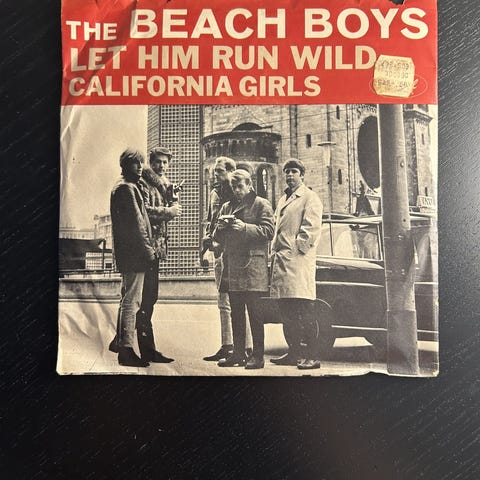 THE BEACH BOYS
LET HIM RUN WILD
CALIFORNIA GIRLS